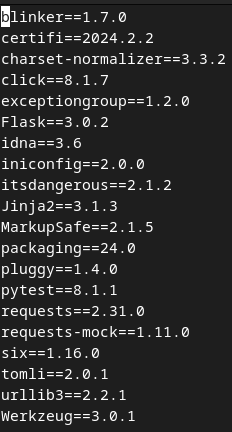 blinker==1.7.0
certifi==2024.2.2
charset-normalizer==3.3.2
click==8.1.7
exceptiongroup==1.2.0
Flask==3.0.2
idna==3.6
iniconfig==2.0.0
itsdangerous==2.1.2
Jinja2==3.1.3
MarkupSafe==2.1.5
packaging==24.0
pluggy==1.4.0
pytest==8.1.1
requests==2.31.0
requests-mock==1.11.0
six==1.16.0
tomli==2.0.1
urllib3==2.2.1
Werkzeug==3.0.1